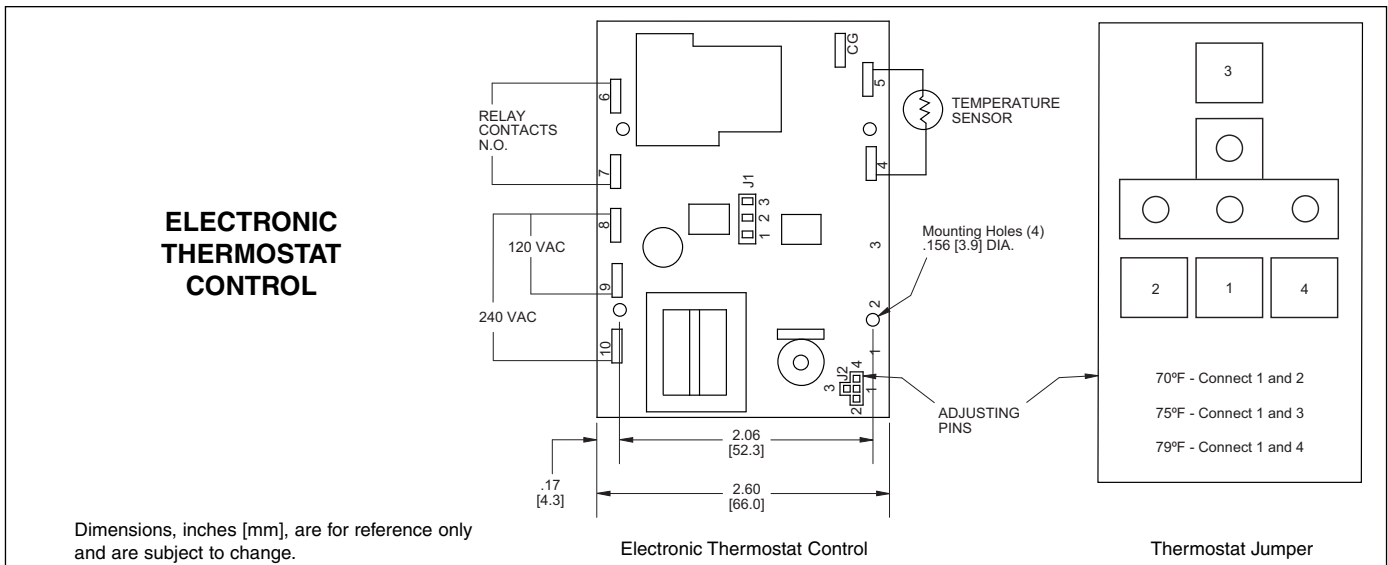 ELECTRONIC
THERMOSTAT
CONTROL
Dimensions, inches [mm], are for reference only
and are subject to change.
RELAY
CONTACTS
N.O.
120 VAC
240 VAC
6
7
8
9
10
CG
5
4
3
2
1
J1
3
2
1
J2
3
4
1
2
TEMPERATURE
SENSOR
Mounting Holes (4)
.156 [3.9] DIA.
ADJUSTING
PINS
2.06
[52.3]
.17
[4.3]
2.60
[66.0]
Electronic Thermostat Control
3
2
1
4
70ºF - Connect 1 and 2
75ºF - Connect 1 and 3
79ºF - Connect 1 and 4
Thermostat Jumper